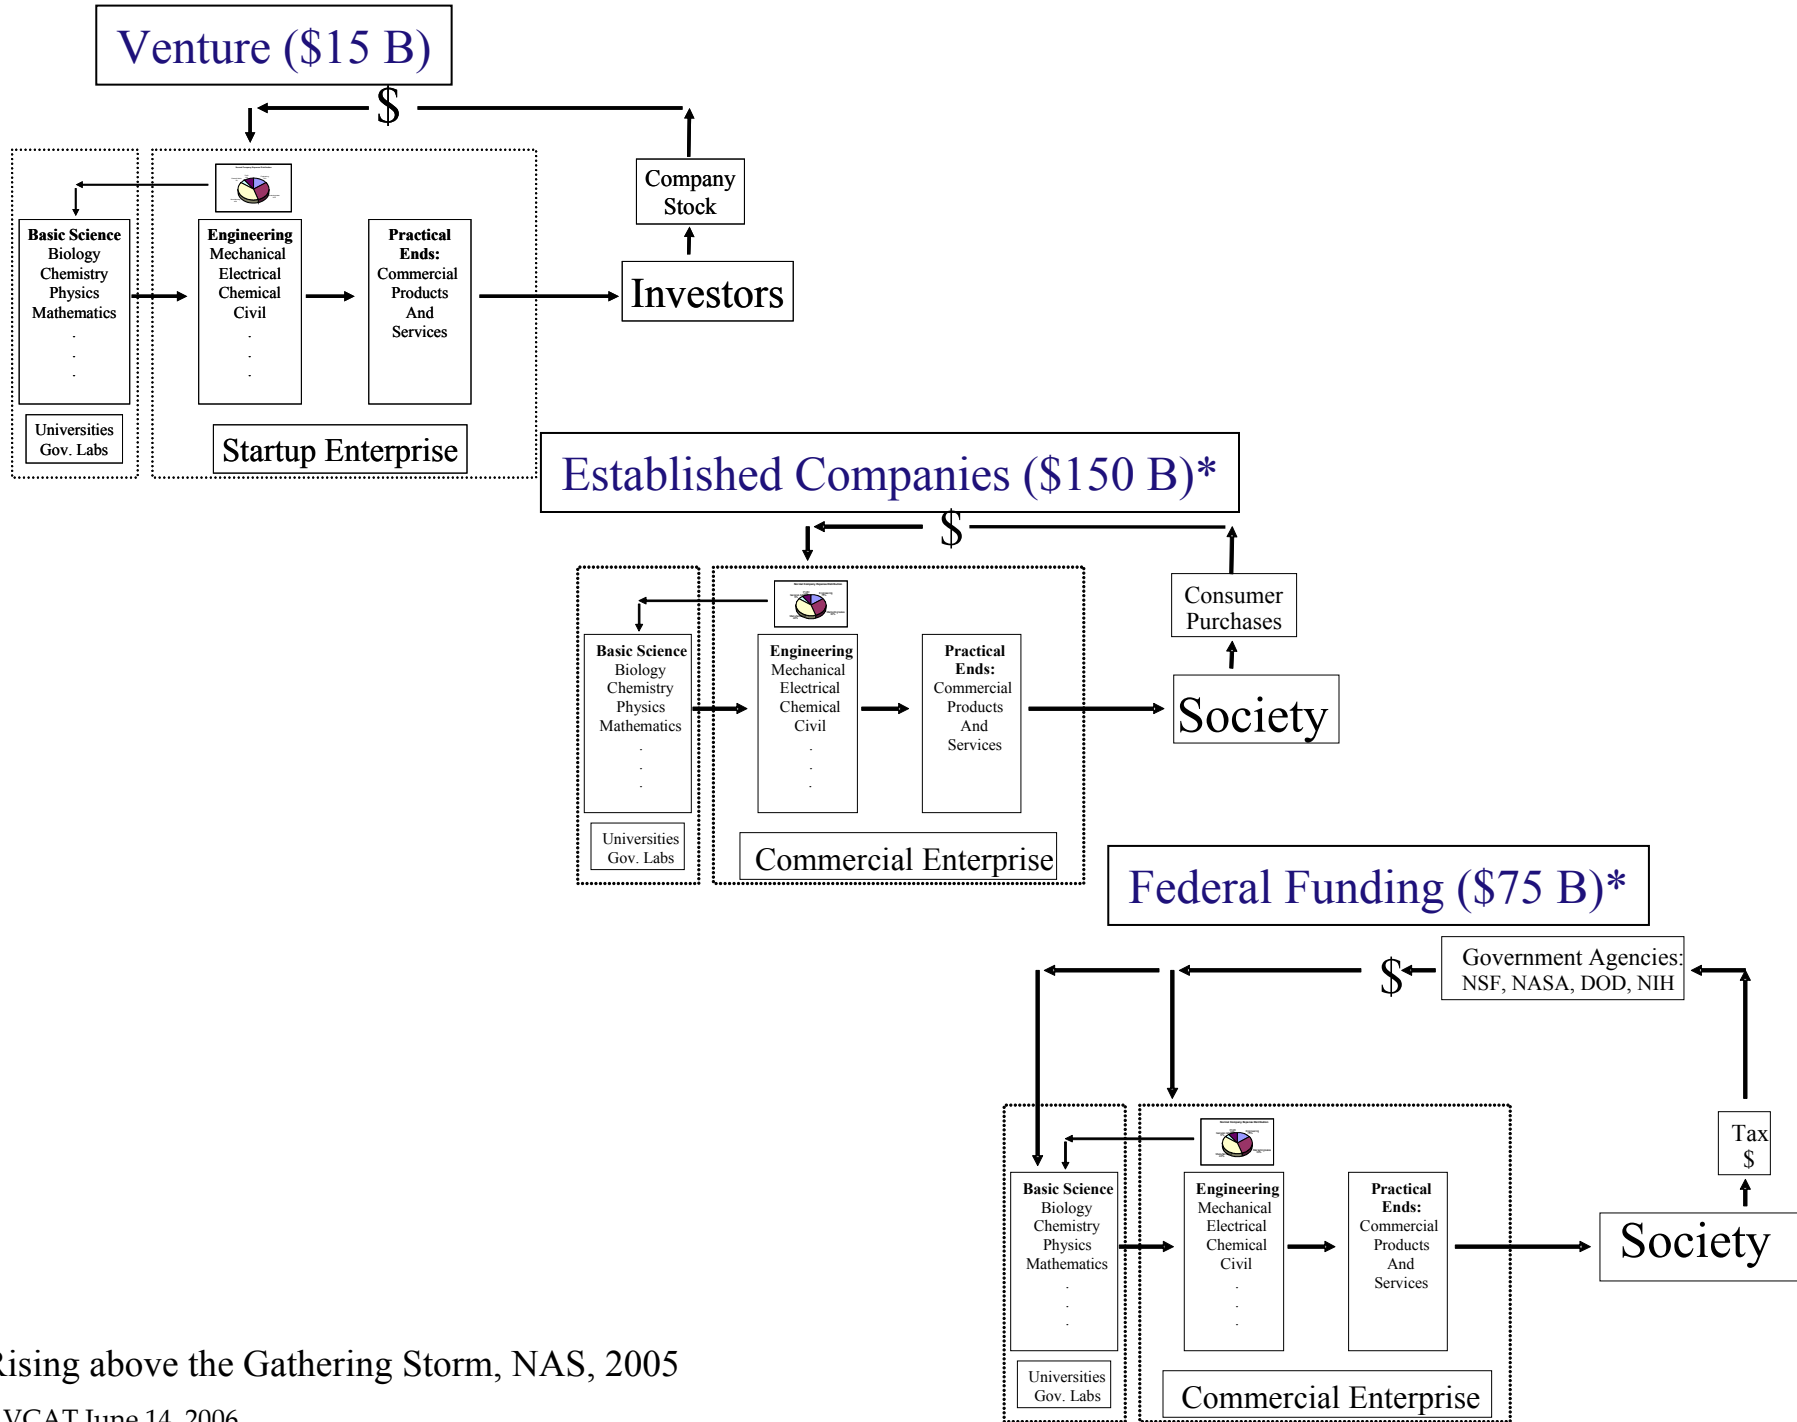 Venture ($15 B)
$
Company
Stock
Basic Science
Biology
Chemistry
Physics
Mathematics
.
.
.
Engineering
Mechanical
Electrical
Chemical
Civil
.
.
.
Practical
Ends:
Commercial
Products
And
Services
Investors
Universities
Gov. Labs
Startup Enterprise
Established Companies ($150 B)*
$
Consumer
Purchases
Basic Science
Biology
Chemistry
Physics
Mathematics
.
.
.
Engineering
Mechanical
Electrical
Chemical
Civil
.
.
.
Practical
Ends:
Commercial
Products
And
Services
Society
Universities
Gov. Labs
Commercial Enterprise
Federal Funding ($75 B)*
$
Government Agencies:
NSF, NASA, DOD, NIH
Tax
$
Basic Science
Biology
Chemistry
Physics
Mathematics
.
.
.
Engineering
Mechanical
Electrical
Chemical
Civil
.
.
.
Practical
Ends:
Commercial
Products
And
Services
Society
Universities
Gov. Labs
Commercial Enterprise
Rising above the Gathering Storm, NAS, 2005
VCAT June 14, 2006